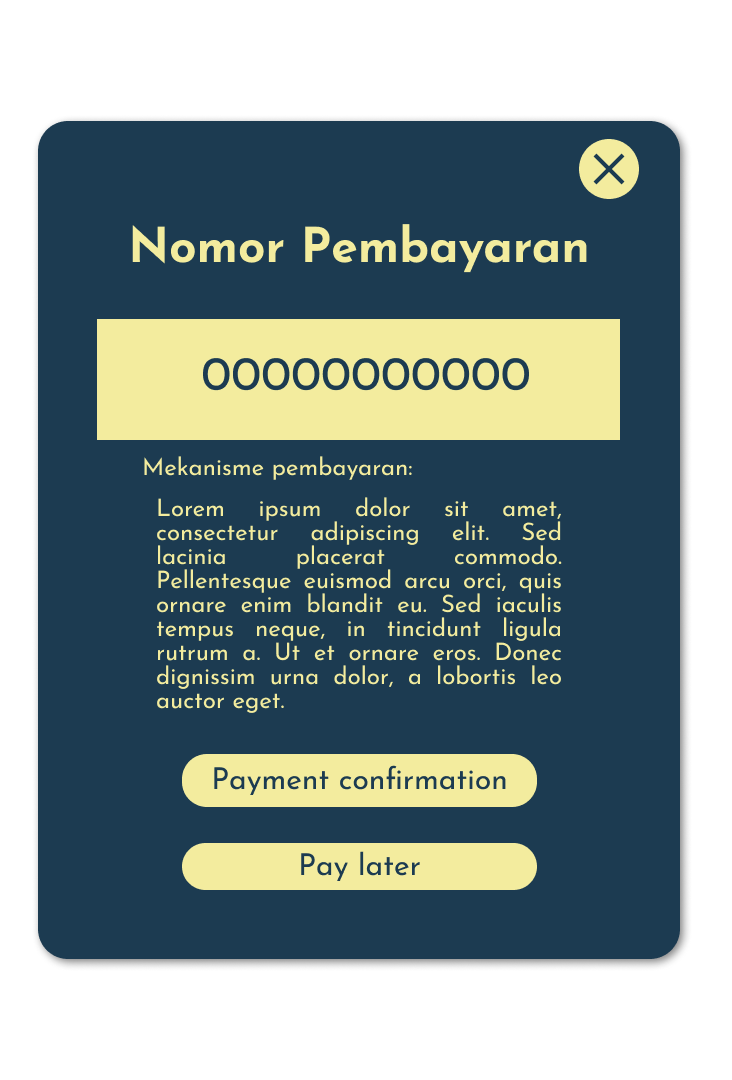 Nomor Pembayaran
00000000000
Mekanisme pembayaran:
Lorem ipsum dolor sit amet,
consectetur adipiscing elit. Sed
lacinia placerat commodo.
Pellentesque euismod arcu orci, quis
ornare enim blandit eu. Sed iaculis
tempus neque, in tincidunt ligula
rutrum a. Ut et ornare eros. Donec
dignissim urna dolor, a lobortis leo
auctor eget.
Payment confirmation
Pay later